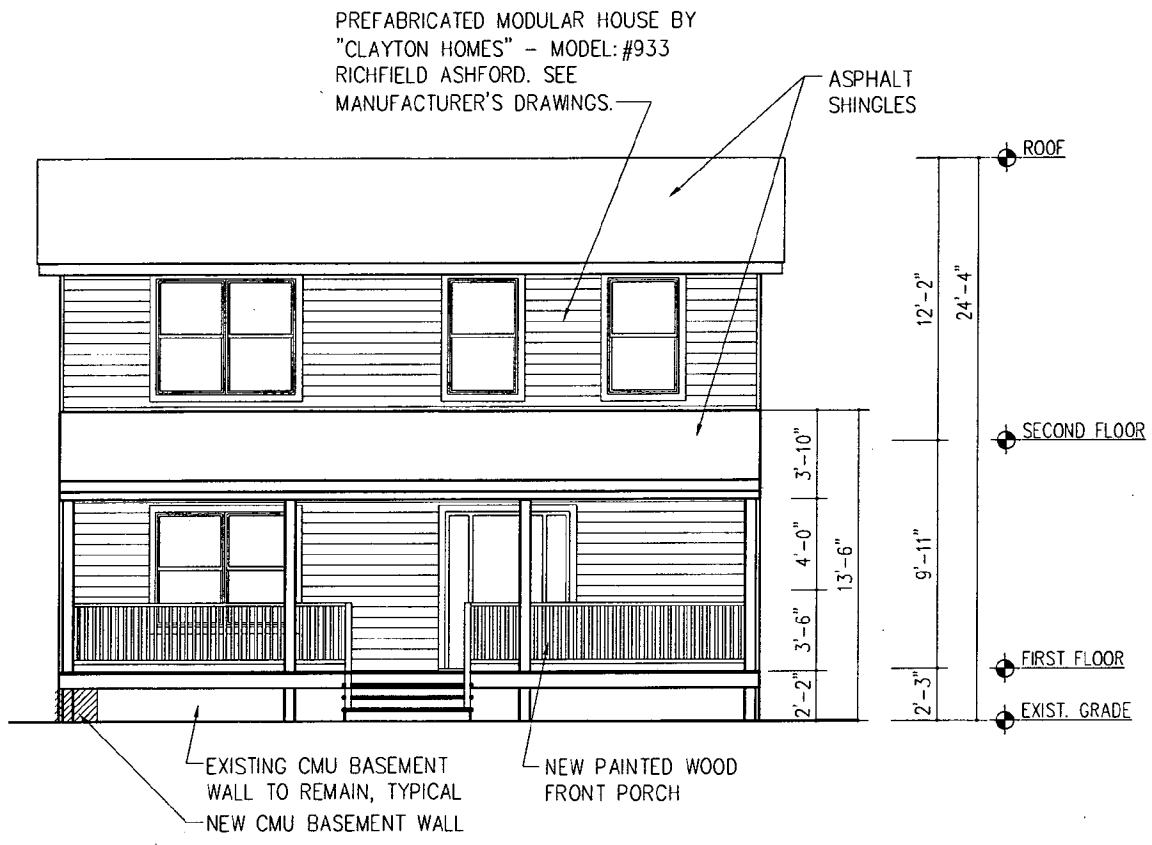 PREFABRICATED MODULAR HOUSE BY
"CLAYTON HOMES" - MODEL: #933
RICHFIELD ASHFORD. SEE
MANUFACTURER'S DRAWINGS.
ASPHALT
SHINGLES
ROOF
12'-2"
24'-4"
SECOND FLOOR
3'-10"
4'-0"
13'-6"
9'-11"
3'-6"
FIRST FLOOR
2'-2"
2'-3"
EXIST. GRADE
EXISTING CMU BASEMENT
WALL TO REMAIN, TYPICAL
NEW CMU BASEMENT WALL
NEW PAINTED WOOD
FRONT PORCH